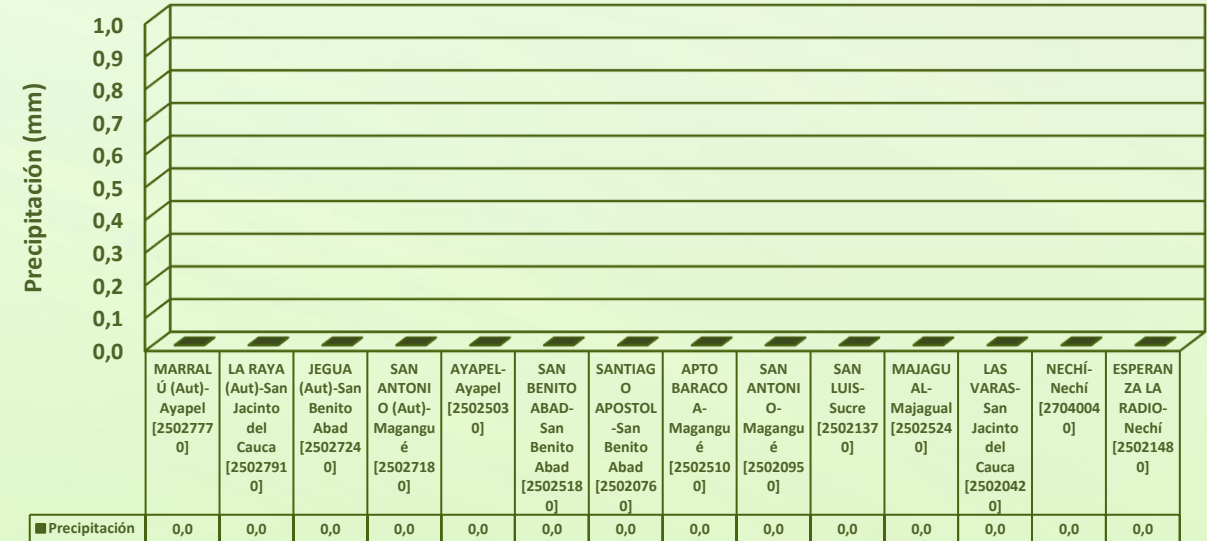 Precipitación (mm)
1,0
0,9
0,8
0,7
0,6
0,5
0,4
0,3
0,2
0,1
0,0
MARRAL
Ú (Aut)-
Ayapel
[2502777
0]
LA RAYA
(Aut)-San
Jacinto
del
Cauca
[2502791
0]
JEGUA
(Aut)-San
Benito
Abad
[2502724
0]
SAN
ANTONI
O (Aut)-
Magangu
é
[2502718
0]
AYAPEL-
Ayapel
[2502503
0]
SAN
BENITO
ABAD-
San
Benito
Abad
[2502518
0]
SANTIAG
O
APOSTOL
-San
Benito
Abad
[2502076
0]
APTO
BARACO
A-
Magangu
é
[2502510
0]
SAN
ANTONI
O-
Magangu
é
[2502095
0]
SAN
LUIS-
Sucre
[2502137
0]
MAJAGU
AL-
Majagual
[2502524
0]
LAS
VARAS-
San
Jacinto
del
Cauca
[2502042
0]
NECHÍ-
Nechí
[2704004
0]
ESPERAN
ZA LA
RADIO-
Nechí
[2502148
0]
Precipitación 0,0 0,0 0,0 0,0 0,0 0,0 0,0 0,0 0,0 0,0 0,0 0,0 0,0 0,0